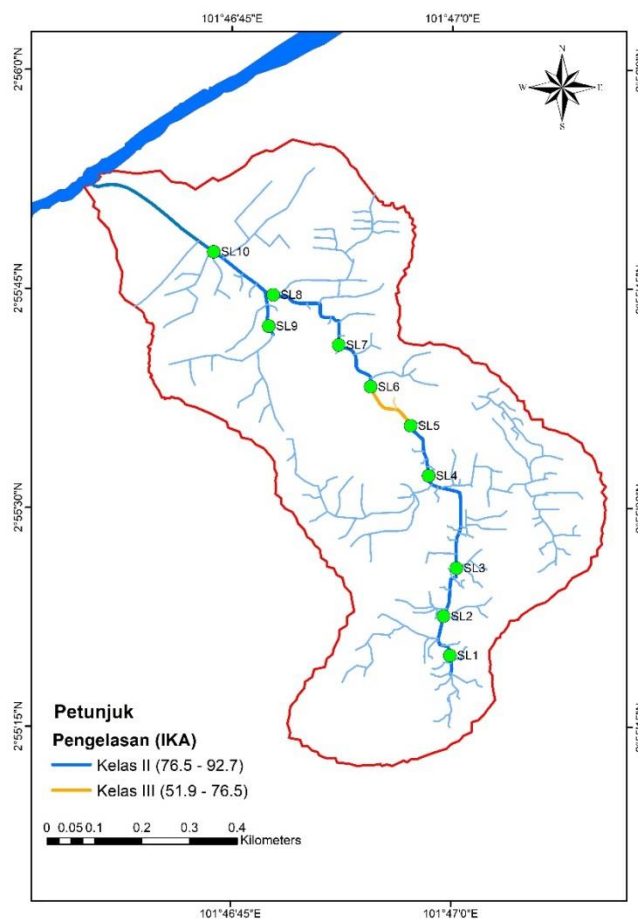 101°46'45"E 101°47'0"E
N
W E
S
2°56'0"N
SL10
2°55'45"N
SL8
SL9
SL7
SL6
SL5
SL4
2°55'30"N
SL3
SL2
SL1
2°55'15"N
Petunjuk
Pengelasan (IKA)
Kelas II (76.5 - 92.7)
Kelas III (51.9 - 76.5)
0 0.05 0.1 0.2 0.3 0.4
Kilometers
101°46'45"E 101°47'0"E